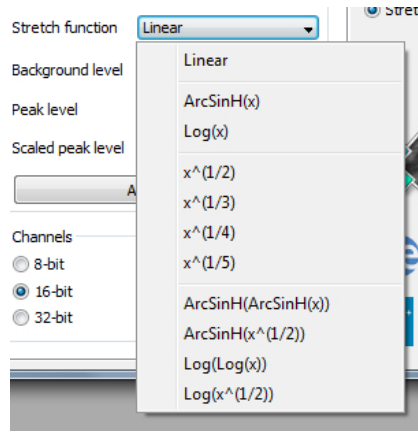 Stretch function
Linear
Background level
Peak level
Scaled peak level
Channels
8-bit
16-bit
32-bit
Linear
ArcSinH(x)
Log(x)
x^(1/2)
x^(1/3)
x^(1/4)
x^(1/5)
ArcSinH(ArcSinH(x))
ArcSinH(x^(1/2))
Log(Log(x))
Log(x^(1/2))